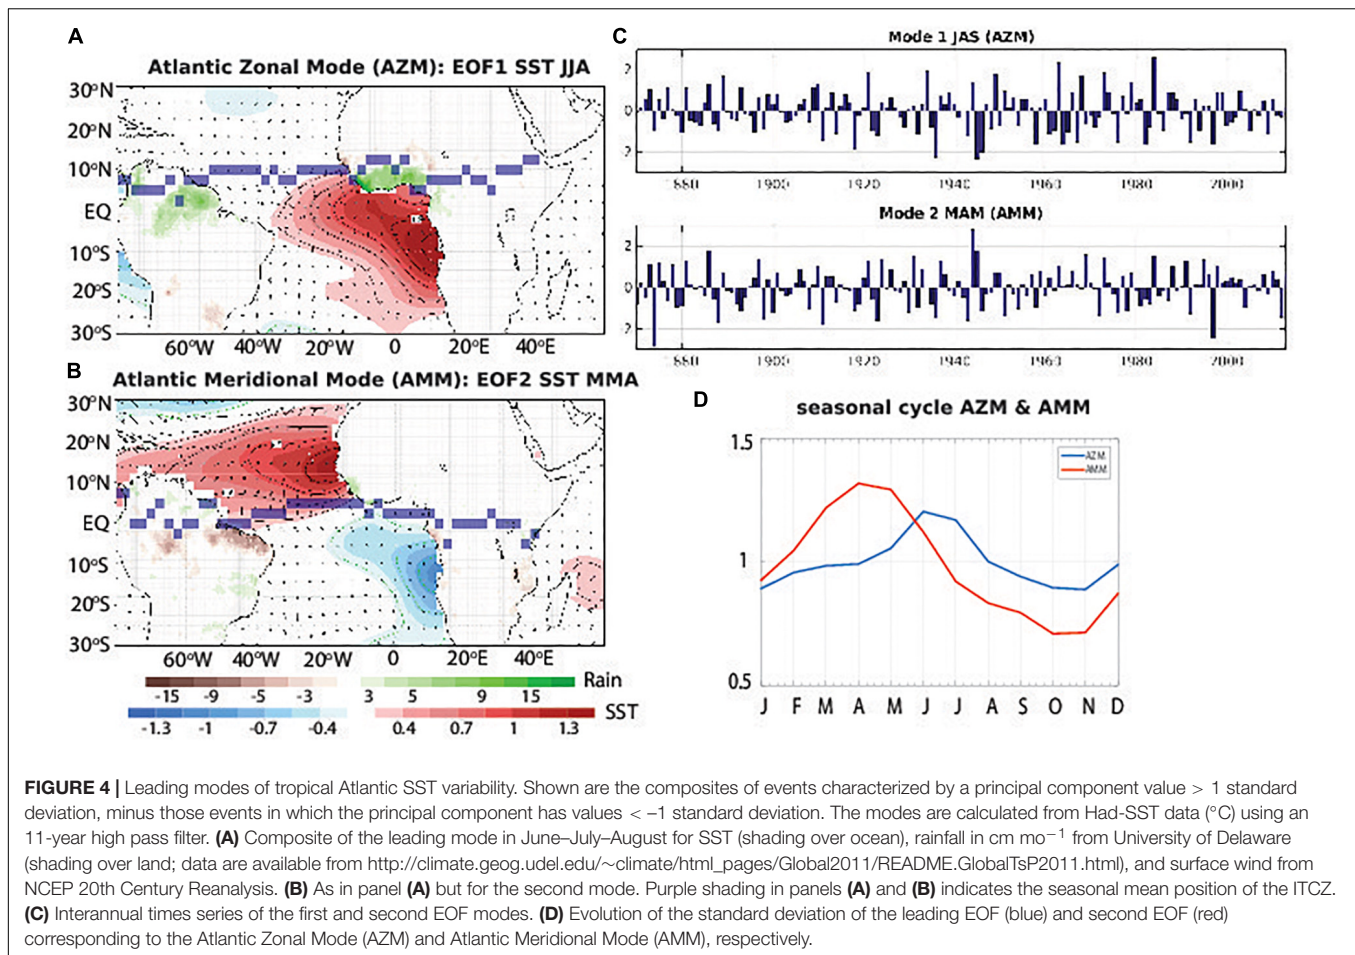 A
Atlantic Zonal Mode (AZM): EOF1 SST JJA
30°N
20°N
10°N
EQ
10°S
20°S
30°S
60°W 40°W 20°W 0 20°E 40°E
B
Atlantic Meridional Mode (AMM): EOF2 SST MMA
30°N
20°N
10°N
EQ
10°S
20°S
30°S
60°W 40°W 20°W 0 20°E 40°E
-15 -9 -5 -3 3 5 9 15 Rain
-1.3 -1 -0.7 -0.4 0.4 0.7 1 1.3 SST
C
Mode 1 JAS (AZM)
2
0
2
1900 1920 1940 1960 1980 2000
Mode 2 MAM (AMM)
2
0
2
1900 1920 1940 1960 1980 2000
D
seasonal cycle AZM & AMM
1.5
1
0.5
AZM
AMM
J F M A M J J A S O N D
FIGURE 4 | Leading modes of tropical Atlantic SST variability. Shown are the composites of events characterized by a principal component value > 1 standard
deviation, minus those events in which the principal component has values < –1 standard deviation. The modes are calculated from Had-SST data (°C) using an
11-year high pass filter. (A) Composite of the leading mode in June–July–August for SST (shading over ocean), rainfall in cm mo−1 from University of Delaware
(shading over land; data are available from http://climate.geog.udel.edu/~climate/html_pages/Global2011/README.GlobalTsP2011.html), and surface wind from
NCEP 20th Century Reanalysis. (B) As in panel (A) but for the second mode. Purple shading in panels (A) and (B) indicates the seasonal mean position of the ITCZ.
(C) Interannual times series of the first and second EOF modes. (D) Evolution of the standard deviation of the leading EOF (blue) and second EOF (red)
corresponding to the Atlantic Zonal Mode (AZM) and Atlantic Meridional Mode (AMM), respectively.